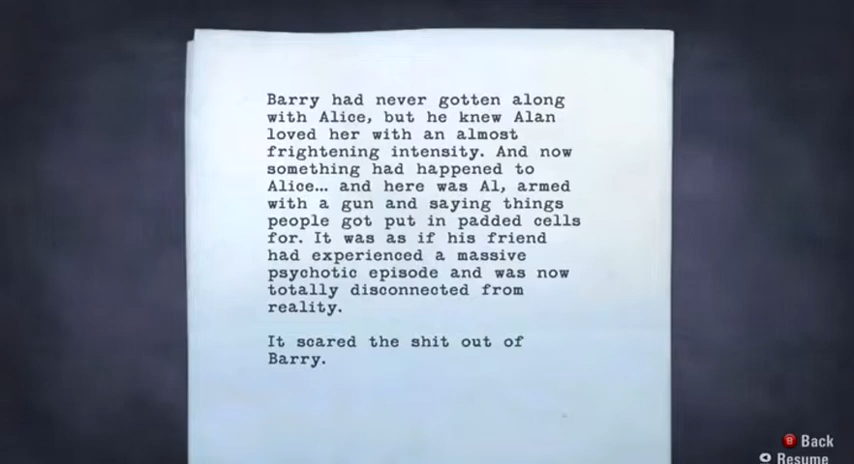 Barry had never gotten along
with Alice, but he knew Alan
loved her with an almost
frightening intensity. And now
something had happened to
Alice... and here was Al, armed
with a gun and saying things
people got put in padded cells
for. It was as if his friend
had experienced a massive
psychotic episode and was now
totally disconnected from
reality.
It scared the shit out of
Barry.
B Back
Resume